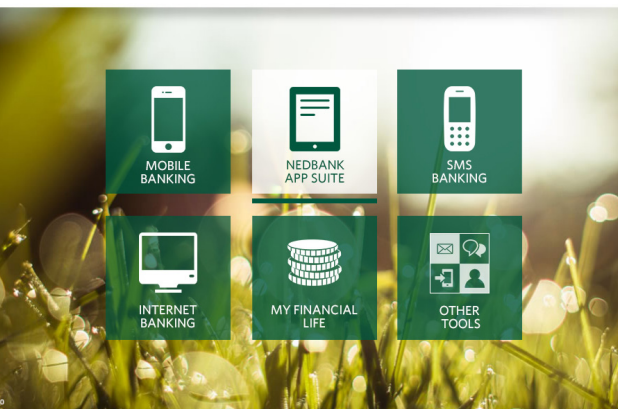 MOBILE
BANKING
NEDBANK
APP SUITE
SMS
BANKING
INTERNET
BANKING
MY FINANCIAL
LIFE
OTHER
TOOLS